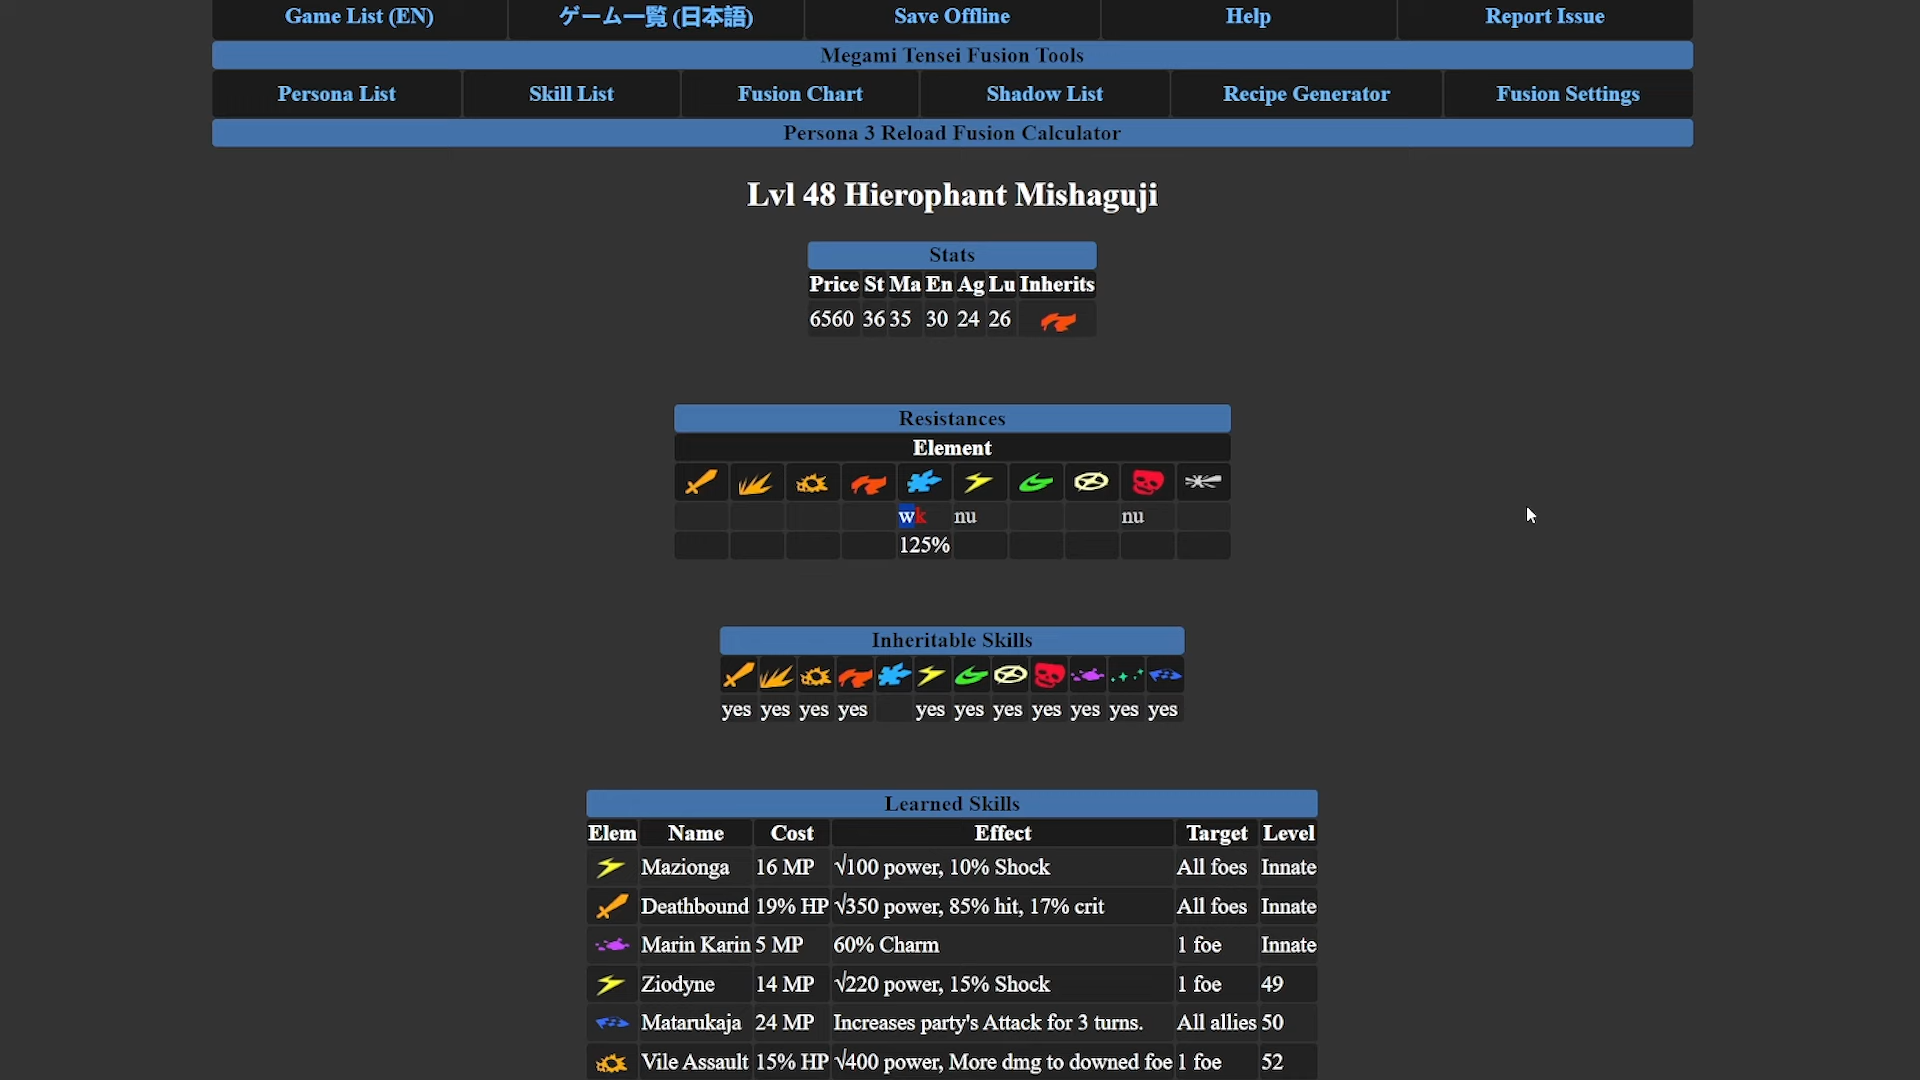 Game List (EN) ゲーム一覧 (日本語) Save Offline Help Report Issue
Megami Tensei Fusion Tools
Persona List Skill List Fusion Chart Shadow List Recipe Generator Fusion Settings
Persona 3 Reload Fusion Calculator
Lvl 48 Hierophant Mishaguji
Stats
Price St Ma En Ag Lu Inherits
6560 36 35 30 24 26
Resistances
Element
wk nu nu
125%
Inheritable Skills
yes yes yes yes yes yes yes yes yes yes yes
Learned Skills
Elem Name Cost Effect Target Level
Mazionga 16 MP √100 power, 10% Shock All foes Innate
Deathbound 19% HP √350 power, 85% hit, 17% crit All foes Innate
Marin Karin 5 MP 60% Charm 1 foe Innate
Ziodyne 14 MP √220 power, 15% Shock 1 foe 49
Matarukaja 24 MP Increases party's Attack for 3 turns. All allies 50
Vile Assault 15% HP √400 power, More dmg to downed foe 1 foe 52